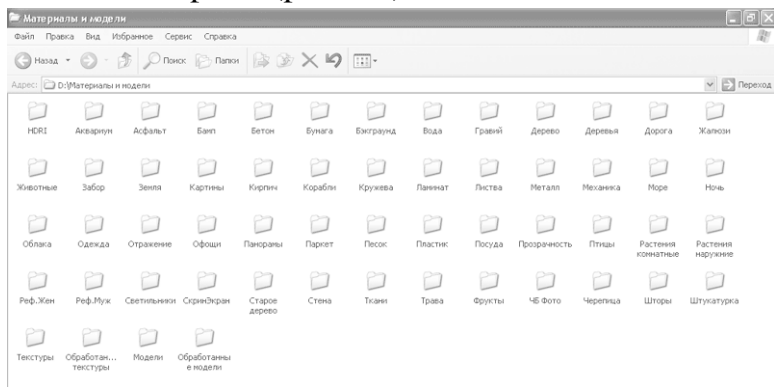 Материалы и модели
Файл Правка Вид Избранное Сервис Справка
Назад Поиск Папки
Адрес: D:\Материалы и модели Переход
HDRI Аквариум Асфальт Бамп Бетон Бумага Бэкграунд Вода Гравий Дерево Деревья Дорога Жалюзи
Животные Забор Земля Картины Кирпич Корабли Кружева Ламинат Листва Металл Механика Море Ночь
Облака Одежда Отражение Офощи Панорамы Паркет Песок Пластик Посуда Прозрачность Птицы Растения комнатные Растения наружние
Реф.Жен Реф.Муж Светильники СкринЭкран Старое дерево Стена Ткани Трава Фрукты ЧБ Фото Черепица Шторы Штукатурка
Текстуры Обработан... текстуры Модели Обработанны е модели